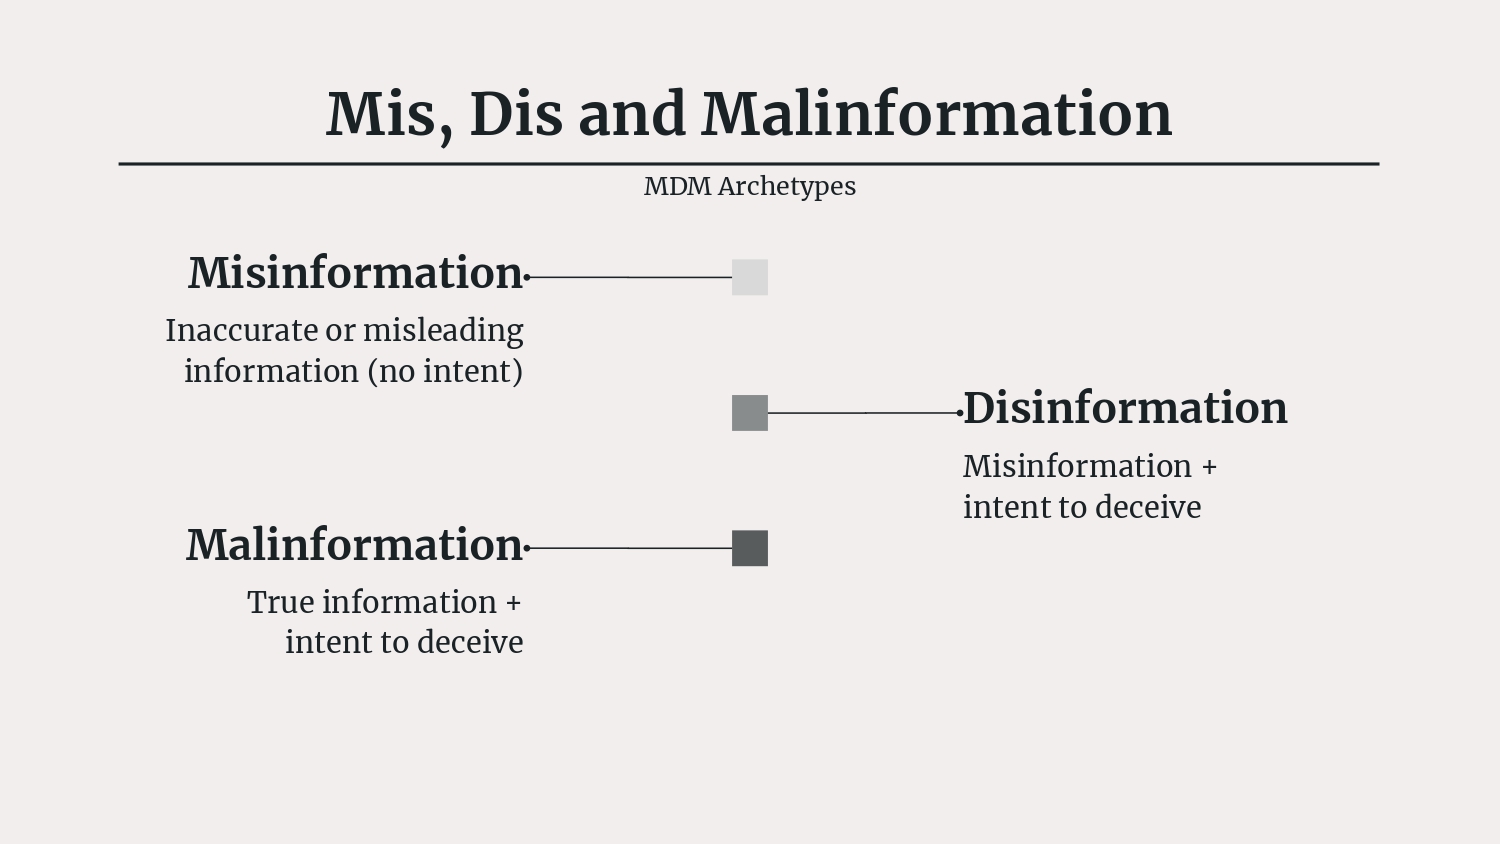 Mis, Dis and Malinformation
MDM Archetypes
Misinformation
Inaccurate or misleading
information (no intent)
Disinformation
Misinformation +
intent to deceive
Malinformation
True information +
intent to deceive